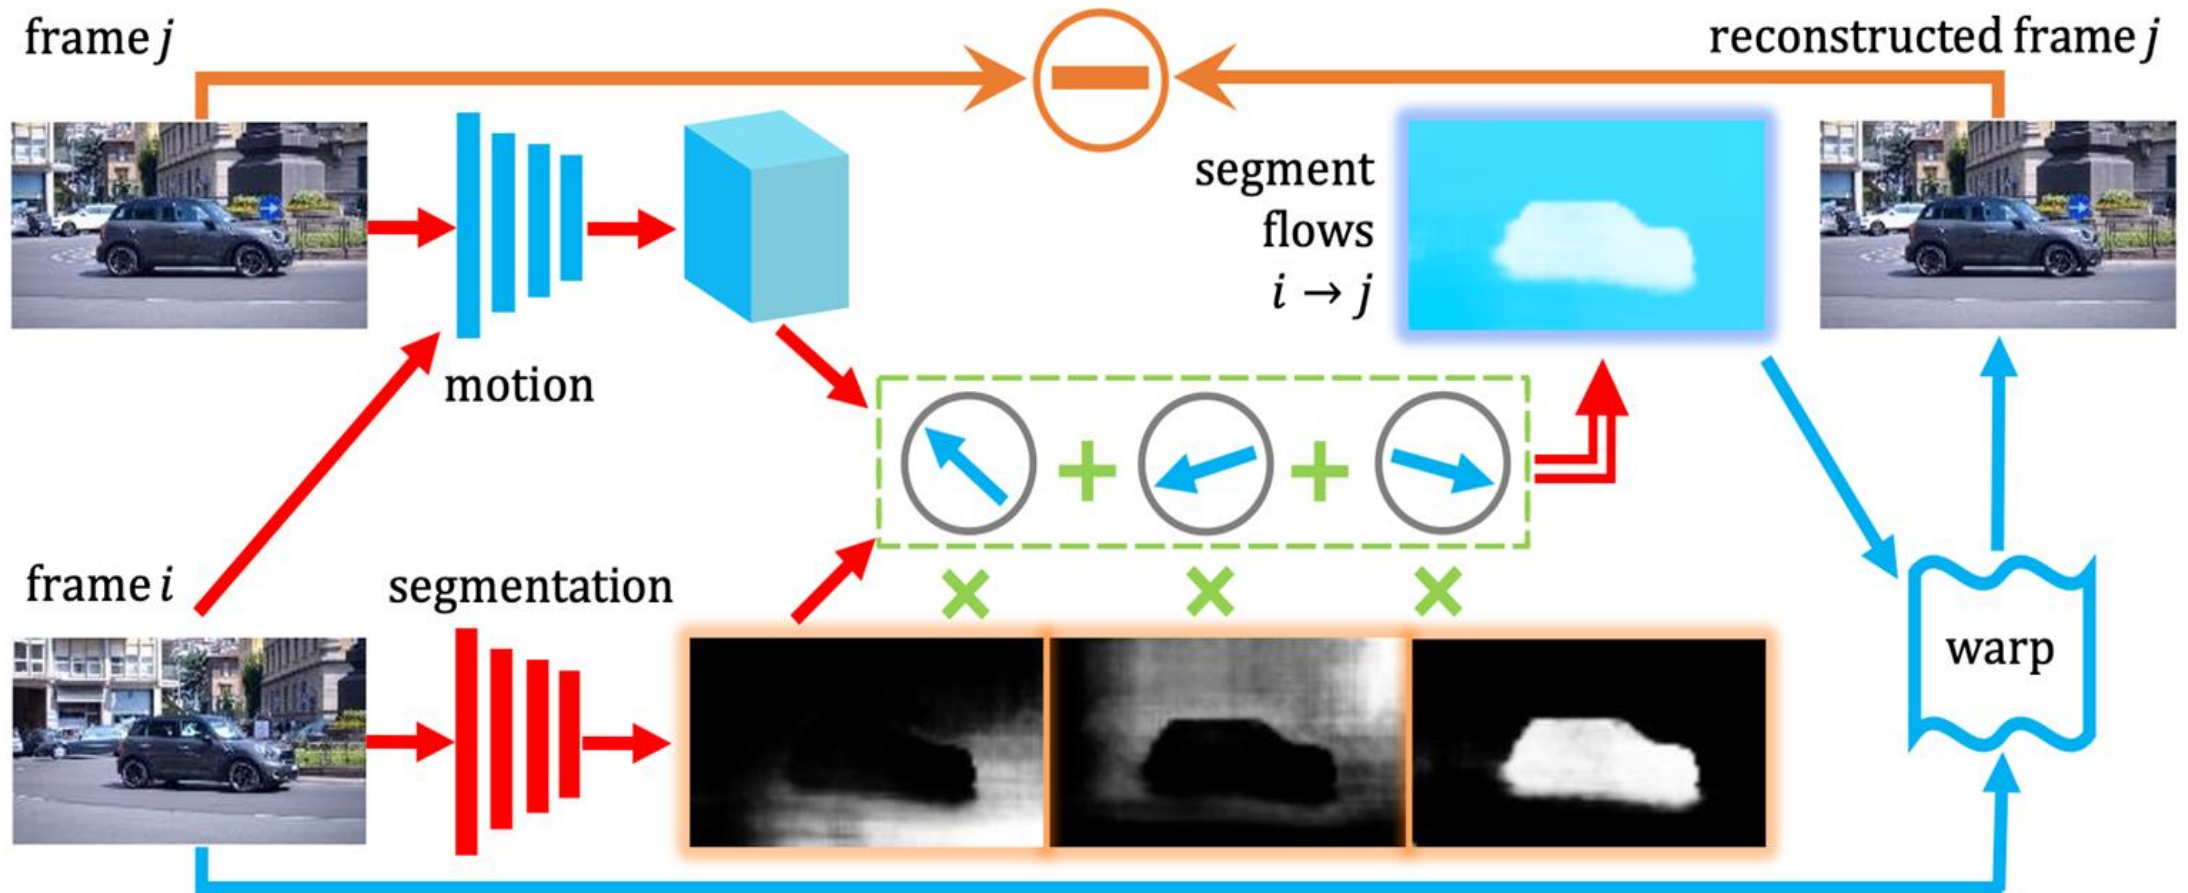 frame j
reconstructed frame j
segment
flows
i → j
motion
frame i
segmentation
warp